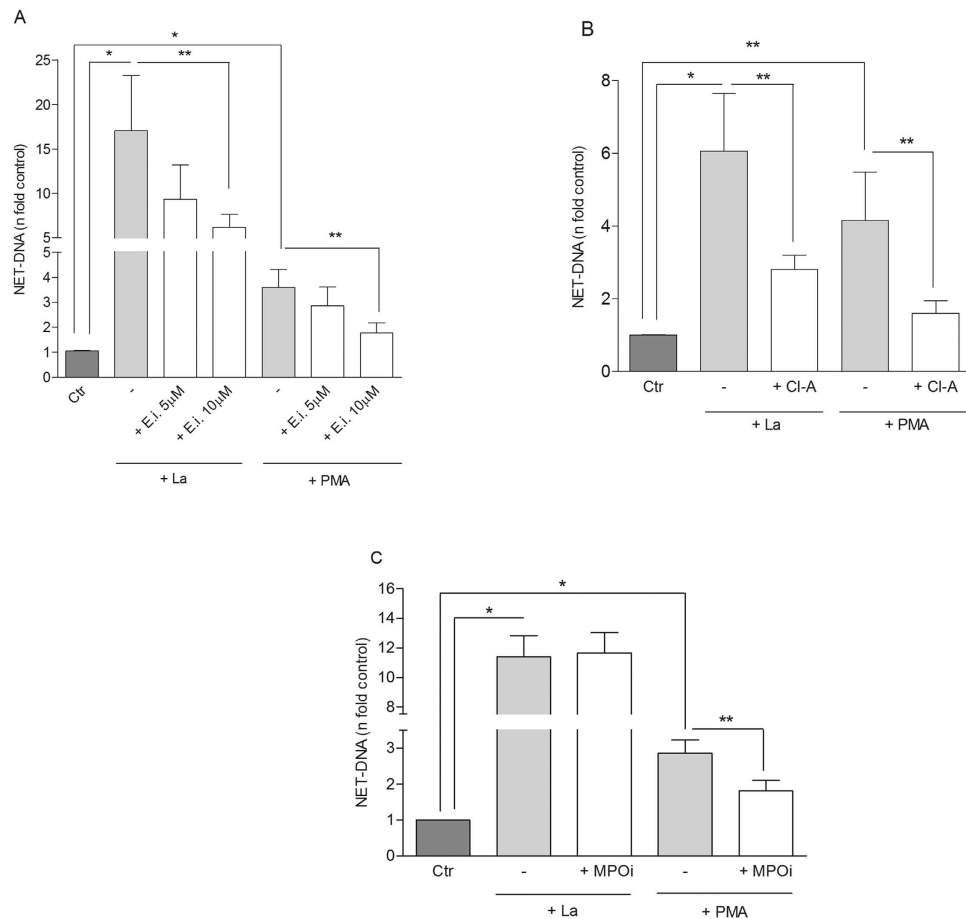 A
NET-DNA (n fold control)
25
20
15
10
5
5
4
3
2
1
0
*
*
**
**
Ctr
-
+ E.i. 5µM
+ E.i. 10µM
-
+ E.i. 5µM
+ E.i. 10µM
+ La
+ PMA
B
NET-DNA (n fold control)
8
6
4
2
0
**
*
**
**
Ctr
-
+ Cl-A
-
+ Cl-A
+ La
+ PMA
C
NET-DNA (n fold control)
16
14
12
10
8
3
2
1
0
*
*
**
Ctr
-
+ MPOi
-
+ MPOi
+ La
+ PMA